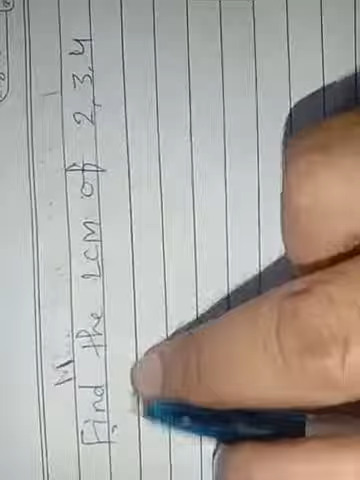 Find the LCM of 2,3,4